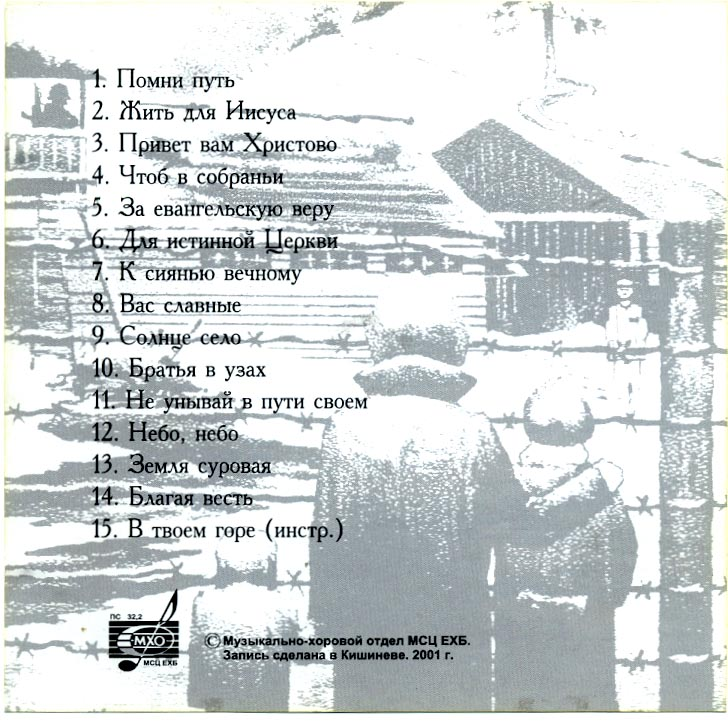 1. Помни путь
2. Жить для Иисуса
3. Привет вам Христово
4. Чтоб в собраньи
5. За евангельскую веру
6. Для истинной Церкви
7. К сиянью вечному
8. Вас славные
9. Солнце село
10. Братья в узах
11. Не унывай в пути своем
12. Небо, небо
13. Земля суровая
14. Благая весть
15. В твоем горе (инстр.)
ПС 32,2
МХО
МСЦ ЕХБ
© Музыкально-хоровой отдел МСЦ ЕХБ.
Запись сделана в Кишиневе. 2001 г.